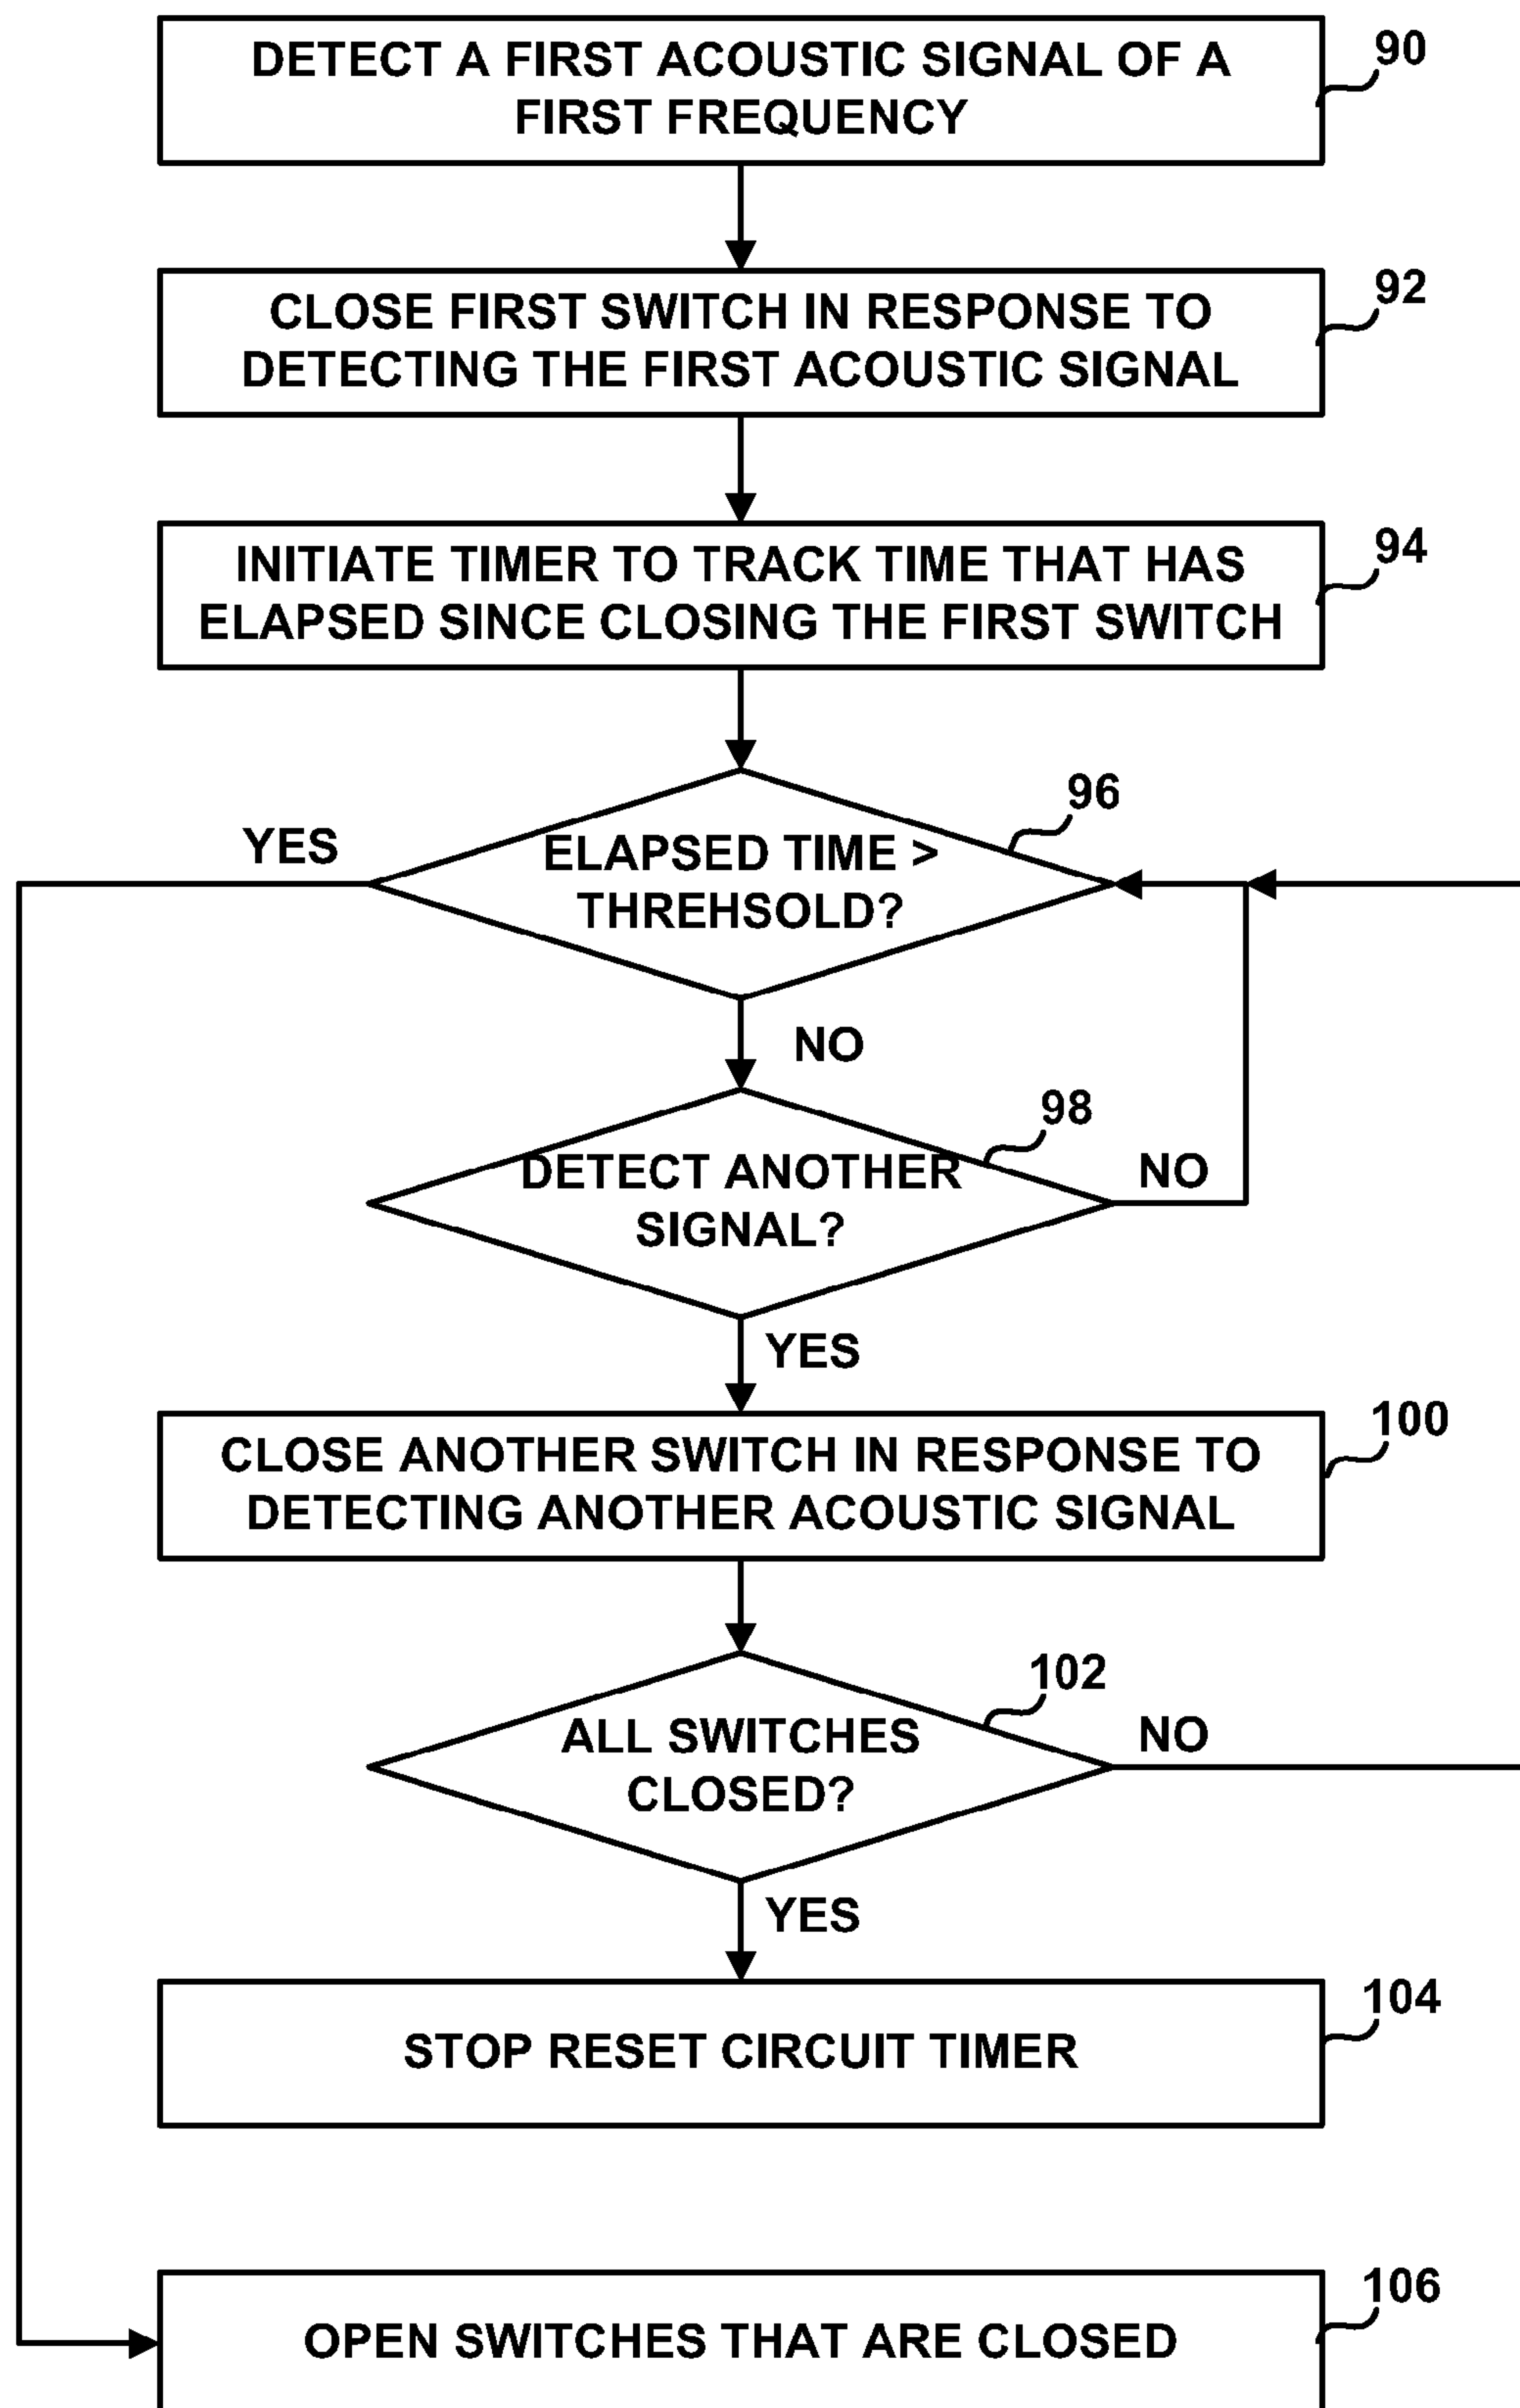 DETECT A FIRST ACOUSTIC SIGNAL OF A
FIRST FREQUENCY
90
CLOSE FIRST SWITCH IN RESPONSE TO
DETECTING THE FIRST ACOUSTIC SIGNAL
92
INITIATE TIMER TO TRACK TIME THAT HAS
ELAPSED SINCE CLOSING THE FIRST SWITCH
94
YES
ELAPSED TIME >
THREHSOLD?
96
NO
DETECT ANOTHER
SIGNAL?
98
NO
YES
CLOSE ANOTHER SWITCH IN RESPONSE TO
DETECTING ANOTHER ACOUSTIC SIGNAL
100
ALL SWITCHES
CLOSED?
102
NO
YES
STOP RESET CIRCUIT TIMER
104
OPEN SWITCHES THAT ARE CLOSED
106